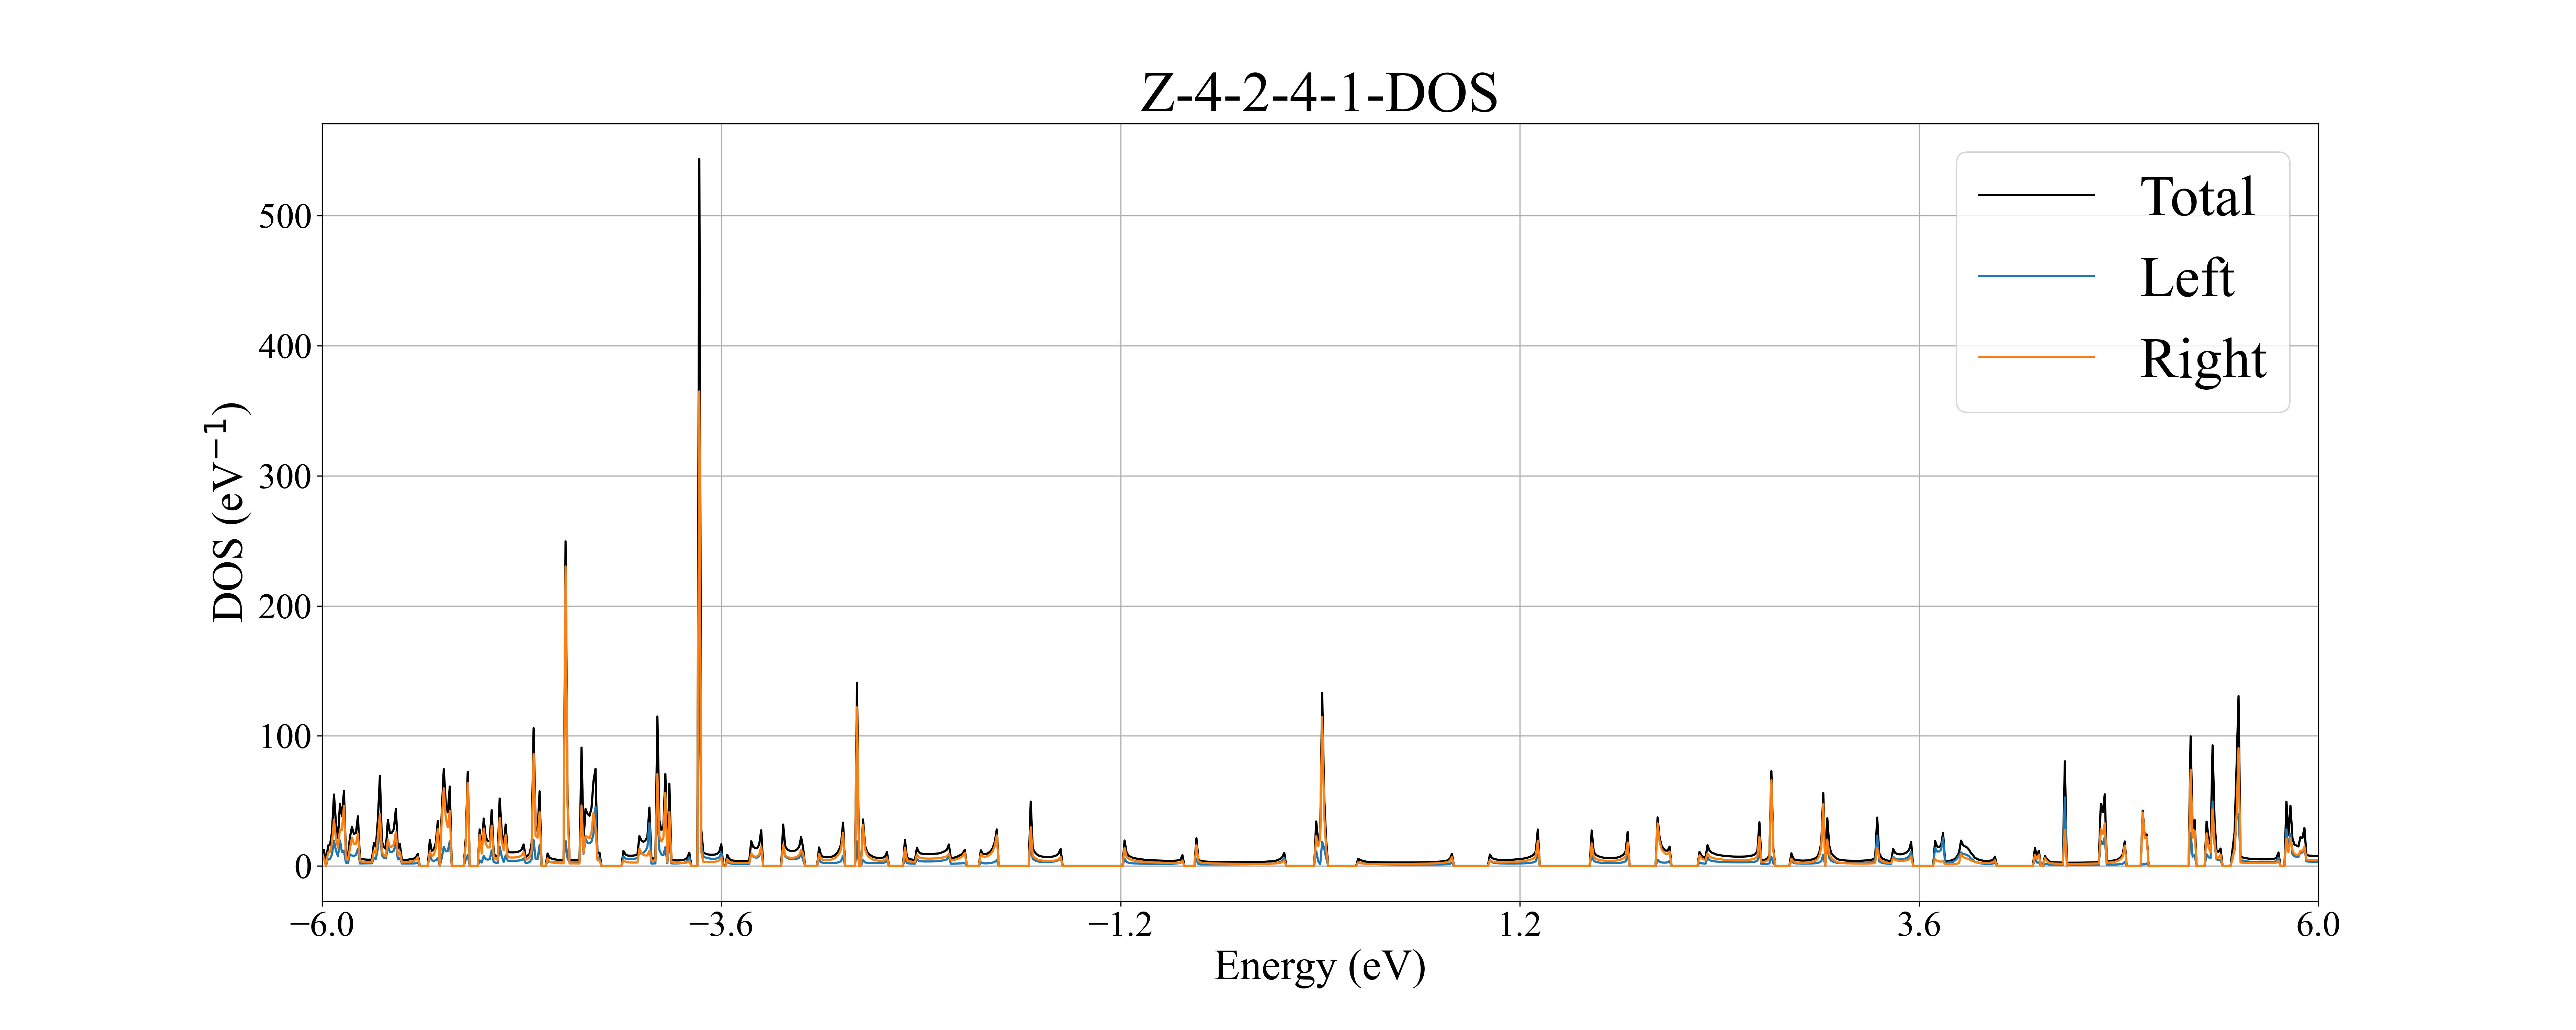 Z-4-2-4-1-DOS
Total
Left
Right
DOS (eV⁻¹)
500
400
300
200
100
0
−6.0 −3.6 −1.2 1.2 3.6 6.0
Energy (eV)